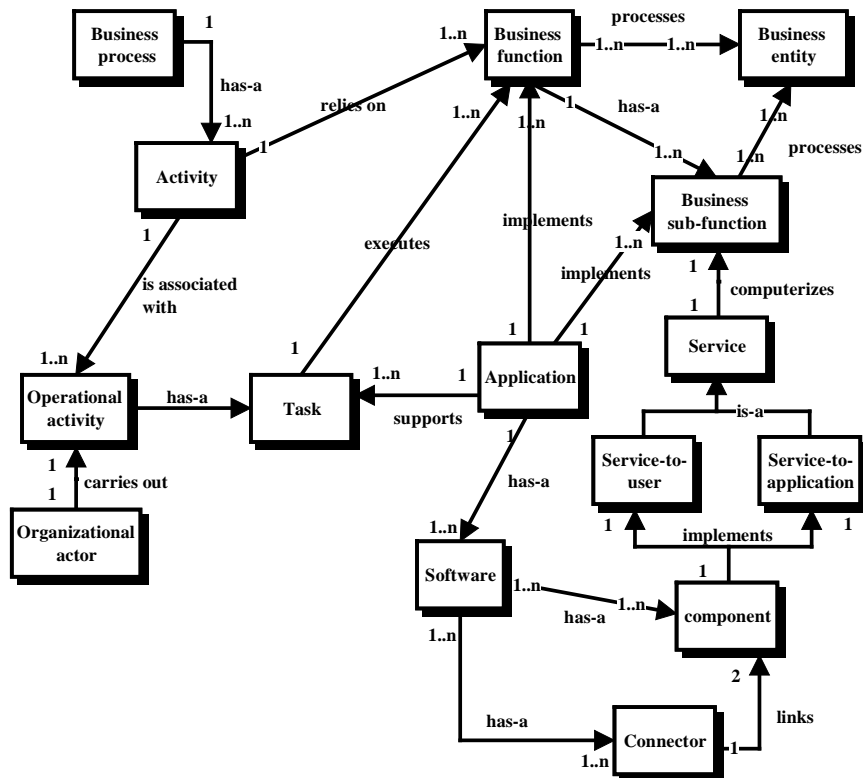 1
processes
Business
process
1..n
Business
function
1..n
1..n
Business
entity
has-a
relies on
1..n
1
has-a
1..n
1..n
1
1..n
1..n
1..n
processes
Activity
Business
sub-function
1
executes
implements
1..n
implements
1
is associated
with
computerizes
1
1..n
1
1
1
Service
1..n
1
Operational
activity
has-a
Task
Application
supports
is-a
1
1
Service-to-
user
Service-to-
application
carries out
1
has-a
Organizational
actor
1..n
1
1
implements
Software
1
1..n
1..n
component
has-a
1..n
2
has-a
links
Connector
1
1..n